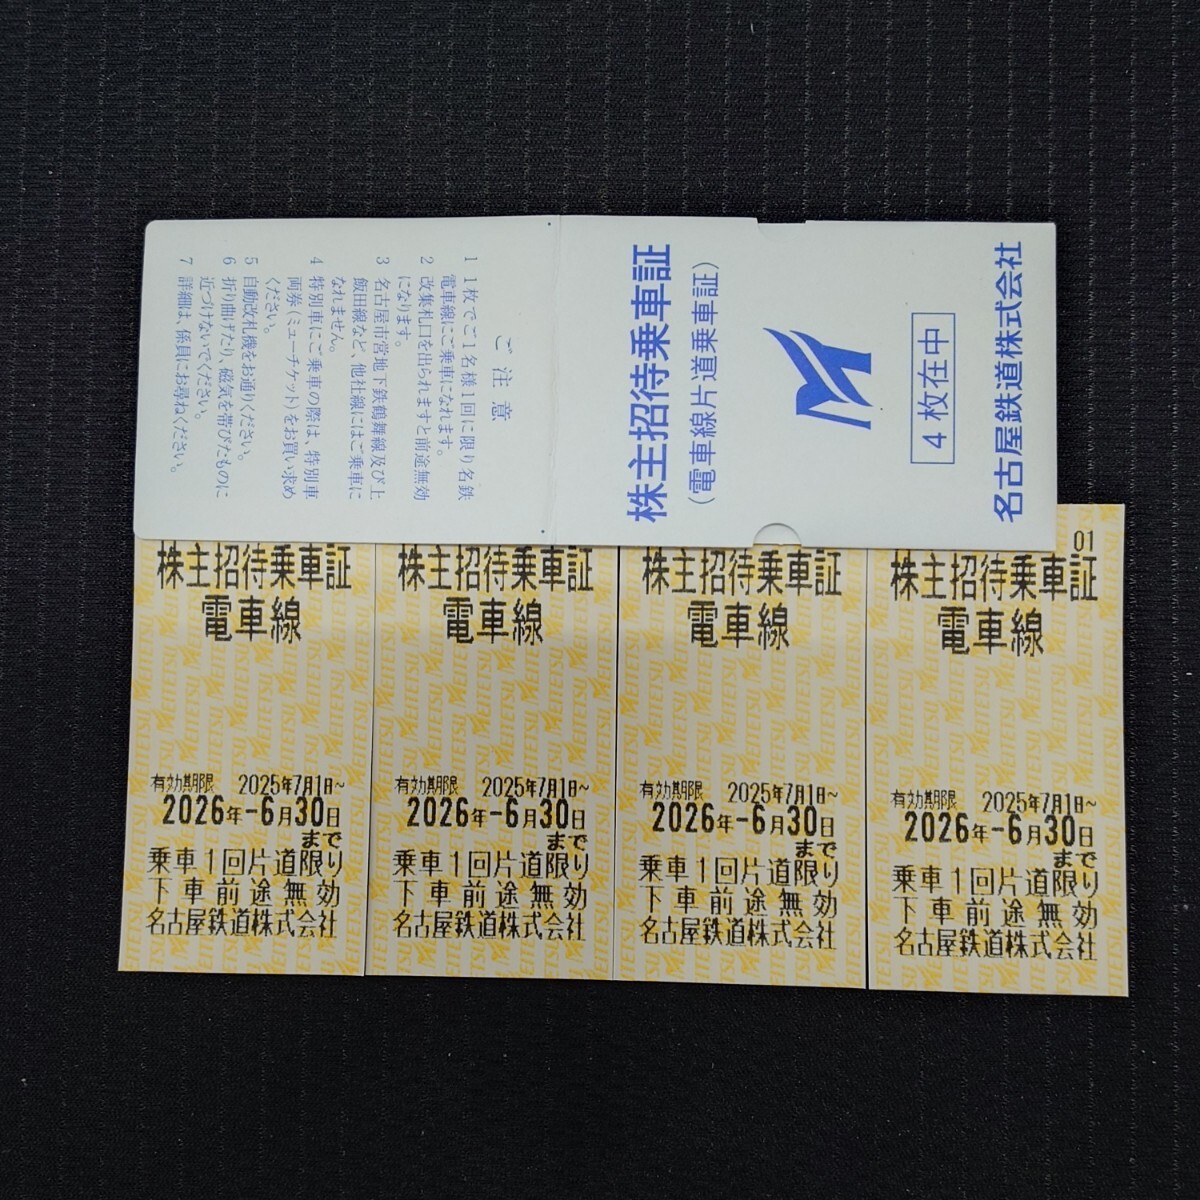 株主招待乗車証
(電車線片道乗車証)
4枚在中
名古屋鉄道株式会社
ご注意
1 1枚でご1名様1回に限り名鉄
電車線にご乗車になれます。
2 改集札口を出られますと前途無効
になります。
3 名古屋市営地下鉄鶴舞線及び上
飯田線など、他社線にはご乗車に
なれません。
4 特別車にご乗車の際は、特別車
両券(ミューチケット)をお買い求め
ください。
5 自動改札機をお通りください。
6 折り曲げたり、磁気を帯びたものに
近づけないでください。
7 詳細は、係員にお尋ねください。
株主招待乗車証
電車線
有効期限 2025年7月1日~
2026年-6月30日
まで
乗車1回片道限り
下車前途無効
名古屋鉄道株式会社
株主招待乗車証
電車線
有効期限 2025年7月1日~
2026年-6月30日
まで
乗車1回片道限り
下車前途無効
名古屋鉄道株式会社
株主招待乗車証
電車線
有効期限 2025年7月1日~
2026年-6月30日
まで
乗車1回片道限り
下車前途無効
名古屋鉄道株式会社
01
株主招待乗車証
電車線
有効期限 2025年7月1日~
2026年-6月30日
まで
乗車1回片道限り
下車前途無効
名古屋鉄道株式会社